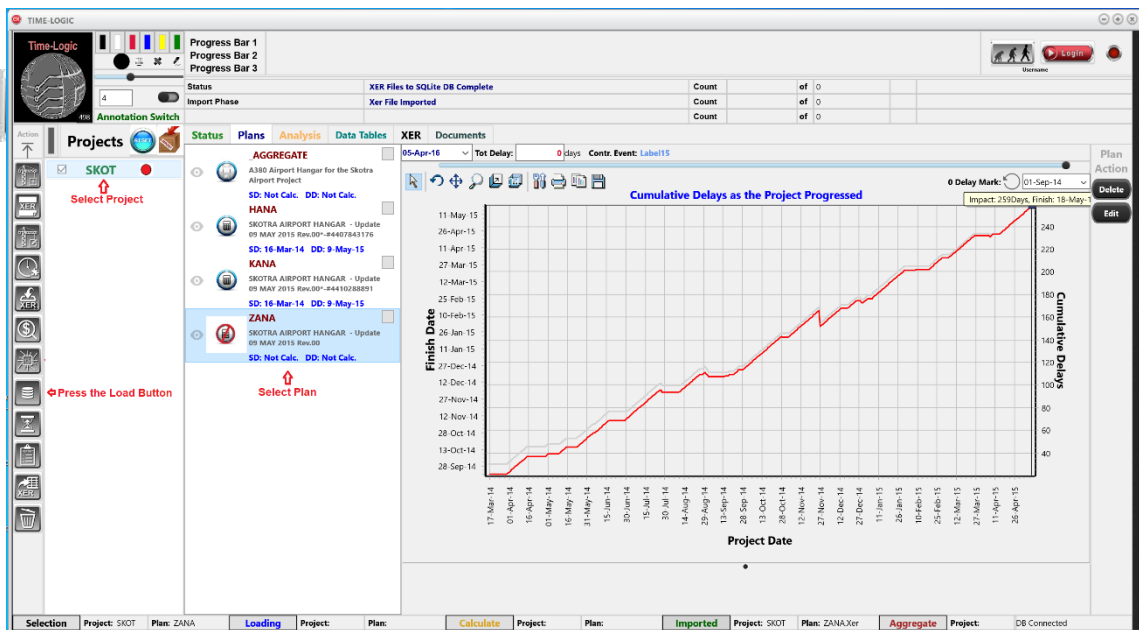 TIME-LOGIC
Time-Logic
498
4
Annotation Switch
Progress Bar 1
Progress Bar 2
Progress Bar 3
Login
Username
Status XER Files to SQLite DB Complete Count of 0
Import Phase Xer File Imported Count of 0
Count of 0
Action
Projects RESET
Status Plans Analysis Data Tables XER Documents
SKOT
Select Project
XER
XER
Press the Load Button
XER
_AGGREGATE
A380 Airport Hangar for the Skotra
Airport Project
SD: Not Calc. DD: Not Calc.
HANA
SKOTRA AIRPORT HANGAR - Update
09 MAY 2015 Rev.00*-#4407843176
SD: 16-Mar-14 DD: 9-May-15
KANA
SKOTRA AIRPORT HANGAR - Update
09 MAY 2015 Rev.00*-#4410288891
SD: 16-Mar-14 DD: 9-May-15
ZANA
SKOTRA AIRPORT HANGAR - Update
09 MAY 2015 Rev.00
SD: Not Calc. DD: Not Calc.
Select Plan
05-Apr-16 Tot Delay: 0 days Contr. Event: Label15
0 Delay Mark: 01-Sep-14
Plan
Action
Delete
Edit
Cumulative Delays as the Project Progressed
Impact: 259Days, Finish: 18-May-1
Finish Date
11-May-15
26-Apr-15
11-Apr-15
27-Mar-15
12-Mar-15
25-Feb-15
10-Feb-15
26-Jan-15
11-Jan-15
27-Dec-14
12-Dec-14
27-Nov-14
12-Nov-14
28-Oct-14
13-Oct-14
28-Sep-14
Cumulative Delays
240
220
200
180
160
140
120
100
80
60
40
17-Mar-14
01-Apr-14
16-Apr-14
01-May-14
16-May-14
31-May-14
15-Jun-14
30-Jun-14
15-Jul-14
30-Jul-14
14-Aug-14
29-Aug-14
13-Sep-14
28-Sep-14
13-Oct-14
28-Oct-14
12-Nov-14
27-Nov-14
12-Dec-14
27-Dec-14
11-Jan-15
26-Jan-15
10-Feb-15
25-Feb-15
12-Mar-15
27-Mar-15
11-Apr-15
26-Apr-15
Project Date
Selection Project: SKOT Plan: ZANA Loading Project: Plan: Calculate Project: Plan: Imported Project: SKOT Plan: ZANA.Xer Aggregate Project: DB Connected